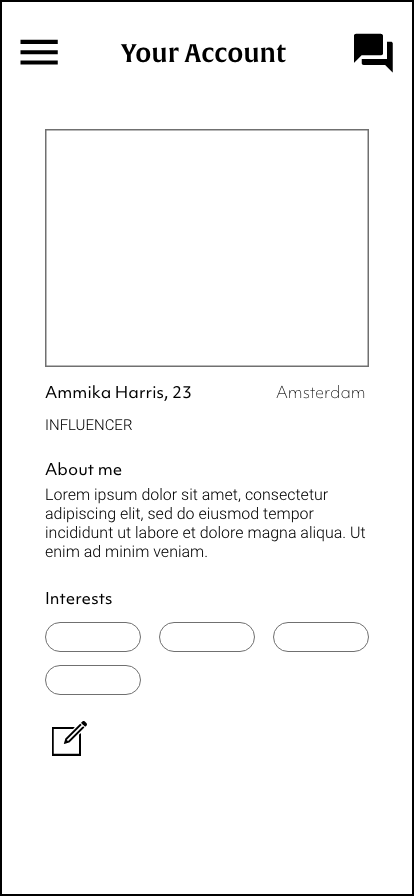 Your Account
Ammika Harris, 23
Amsterdam
INFLUENCER
About me
Lorem ipsum dolor sit amet, consectetur
adipiscing elit, sed do eiusmod tempor
incididunt ut labore et dolore magna aliqua. Ut
enim ad minim veniam.
Interests